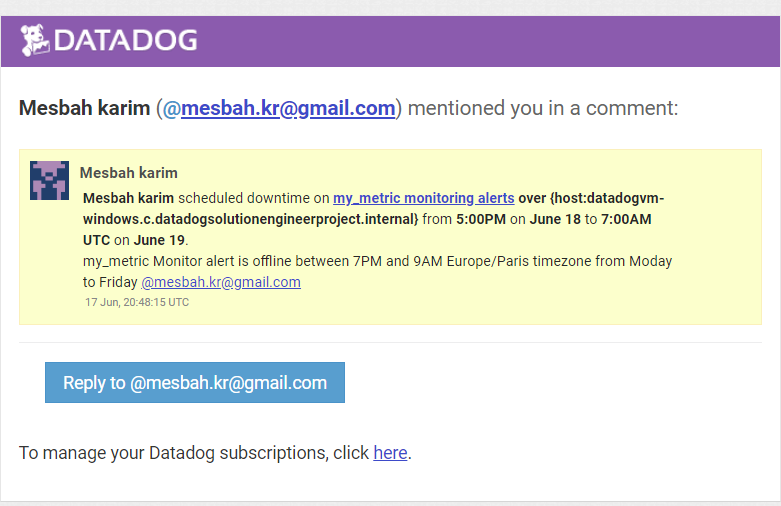 DATADOG
Mesbah karim (@mesbah.kr@gmail.com) mentioned you in a comment:
Mesbah karim
Mesbah karim scheduled downtime on my_metric monitoring alerts over {host:datadogvm-
windows.c.datadogsolutionengineerproject.internal} from 5:00PM on June 18 to 7:00AM
UTC on June 19.
my_metric Monitor alert is offline between 7PM and 9AM Europe/Paris timezone from Moday
to Friday @mesbah.kr@gmail.com
17 Jun, 20:48:15 UTC
Reply to @mesbah.kr@gmail.com
To manage your Datadog subscriptions, click here.